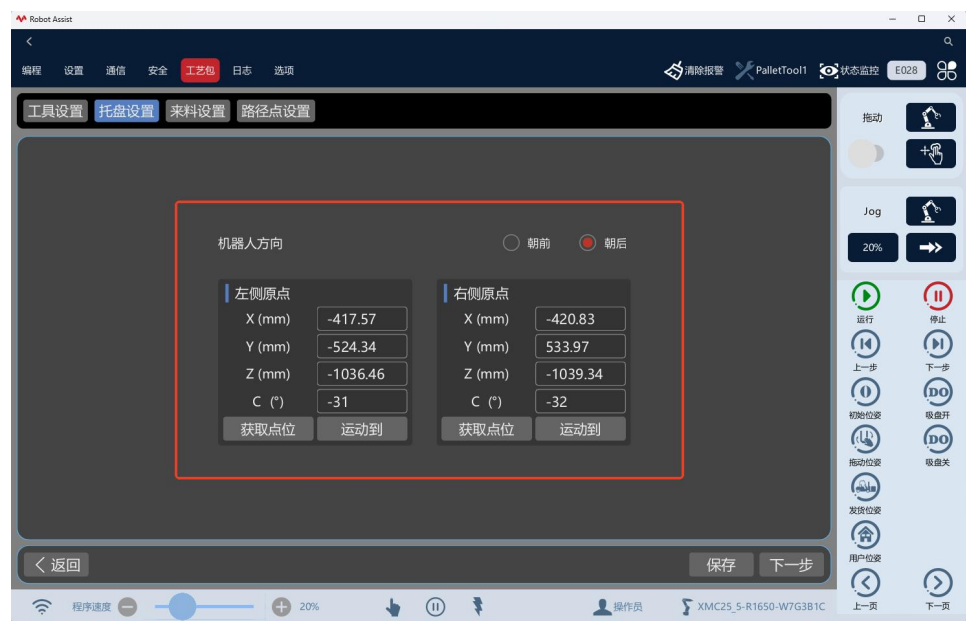 Robot Assist
编程 设置 通信 安全 工艺包 日志 选项 清除报警 PalletTool1 状态监控 E028
工具设置 托盘设置 来料设置 路径点设置
拖动
机器人方向 朝前 朝后
Jog
20%
左侧原点 右侧原点
X (mm) -417.57 X (mm) -420.83
Y (mm) -524.34 Y (mm) 533.97
Z (mm) -1036.46 Z (mm) -1039.34
C (°) -31 C (°) -32
获取点位 运动到 获取点位 运动到
运行 停止
上一步 下一步
DO
初始位姿 吸盘开
DO
拖动位姿 吸盘关
发货位姿
用户位姿
返回 保存 下一步
程序速度 20% 操作员 XMC25_5-R1650-W7G3B1C 上一页 下一页